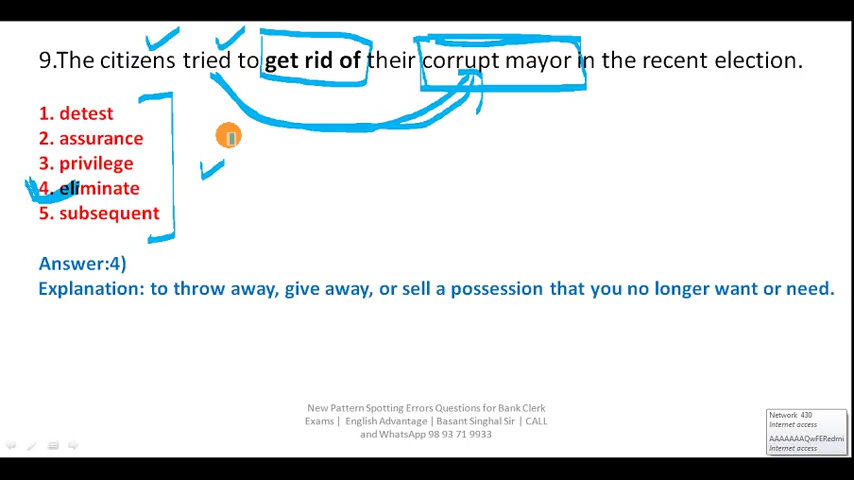 9.The citizens tried to get rid of their corrupt mayor in the recent election.
1. detest
2. assurance
3. privilege
4. eliminate
5. subsequent
Answer:4)
Explanation: to throw away, give away, or sell a possession that you no longer want or need.
New Pattern Spotting Errors Questions for Bank Clerk
Exams | English Advantage | Basant Singhal Sir | CALL
and WhatsApp 98 93 71 9933
Network 430
Internet access
AAAAAAAQwFERedmi
Internet access